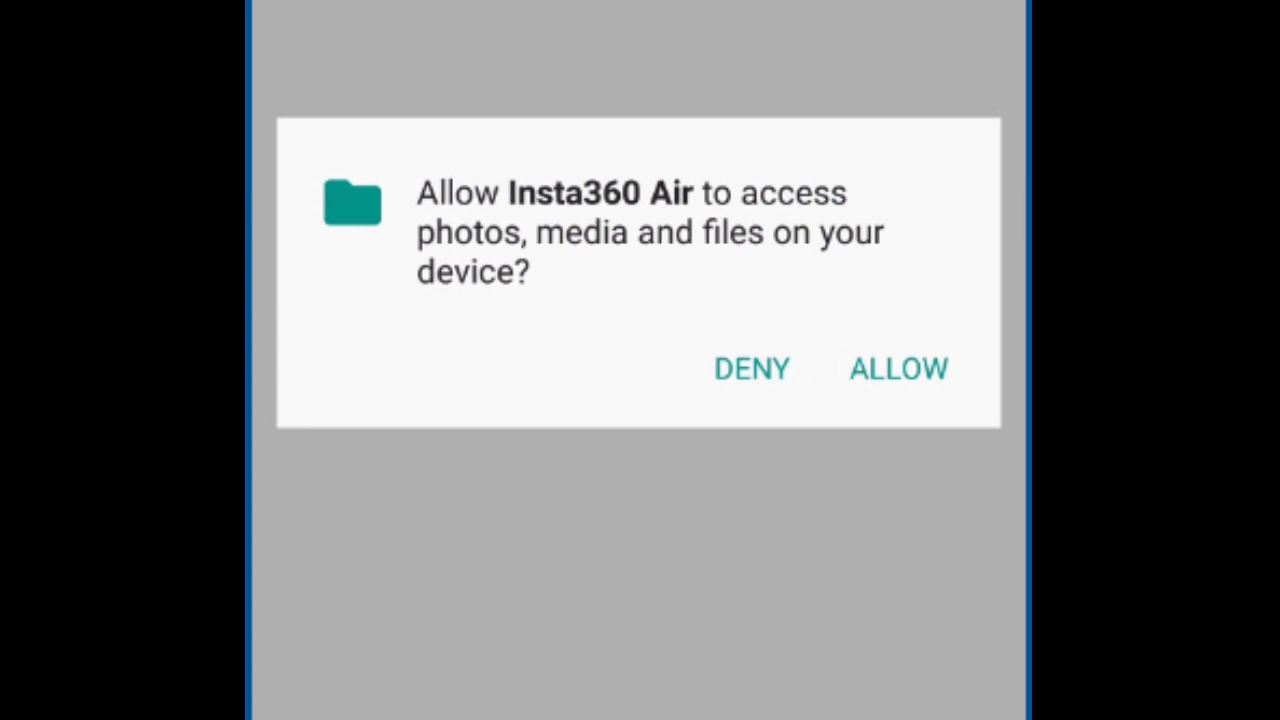 Allow Insta360 Air to access
photos, media and files on your
device?
DENY ALLOW